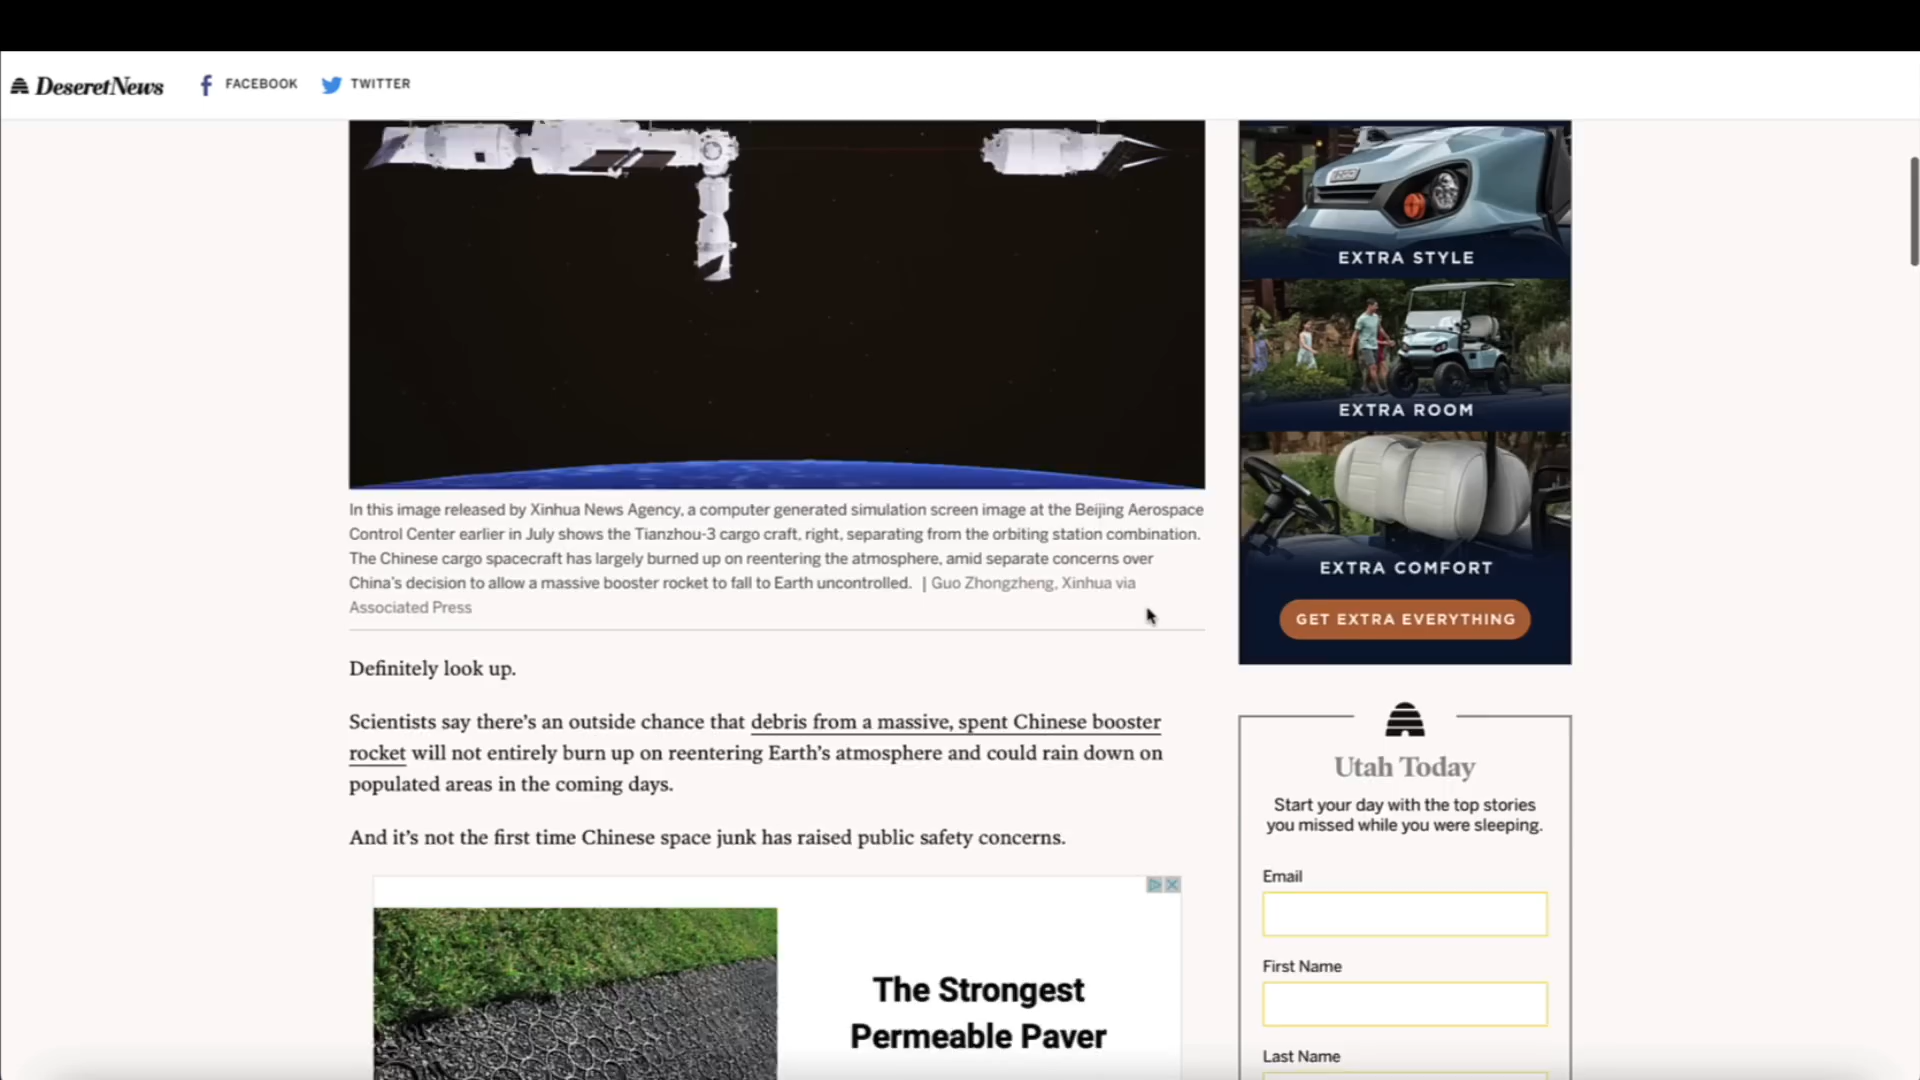 DeseretNews
FACEBOOK
TWITTER
In this image released by Xinhua News Agency, a computer generated simulation screen image at the Beijing Aerospace
Control Center earlier in July shows the Tianzhou-3 cargo craft, right, separating from the orbiting station combination.
The Chinese cargo spacecraft has largely burned up on reentering the atmosphere, amid separate concerns over
China's decision to allow a massive booster rocket to fall to Earth uncontrolled. | Guo Zhongzheng, Xinhua via
Associated Press
Definitely look up.
Scientists say there's an outside chance that debris from a massive, spent Chinese booster
rocket will not entirely burn up on reentering Earth's atmosphere and could rain down on
populated areas in the coming days.
And it's not the first time Chinese space junk has raised public safety concerns.
The Strongest
Permeable Paver
EXTRA STYLE
EXTRA ROOM
EXTRA COMFORT
GET EXTRA EVERYTHING
Utah Today
Start your day with the top stories
you missed while you were sleeping.
Email
First Name
Last Name